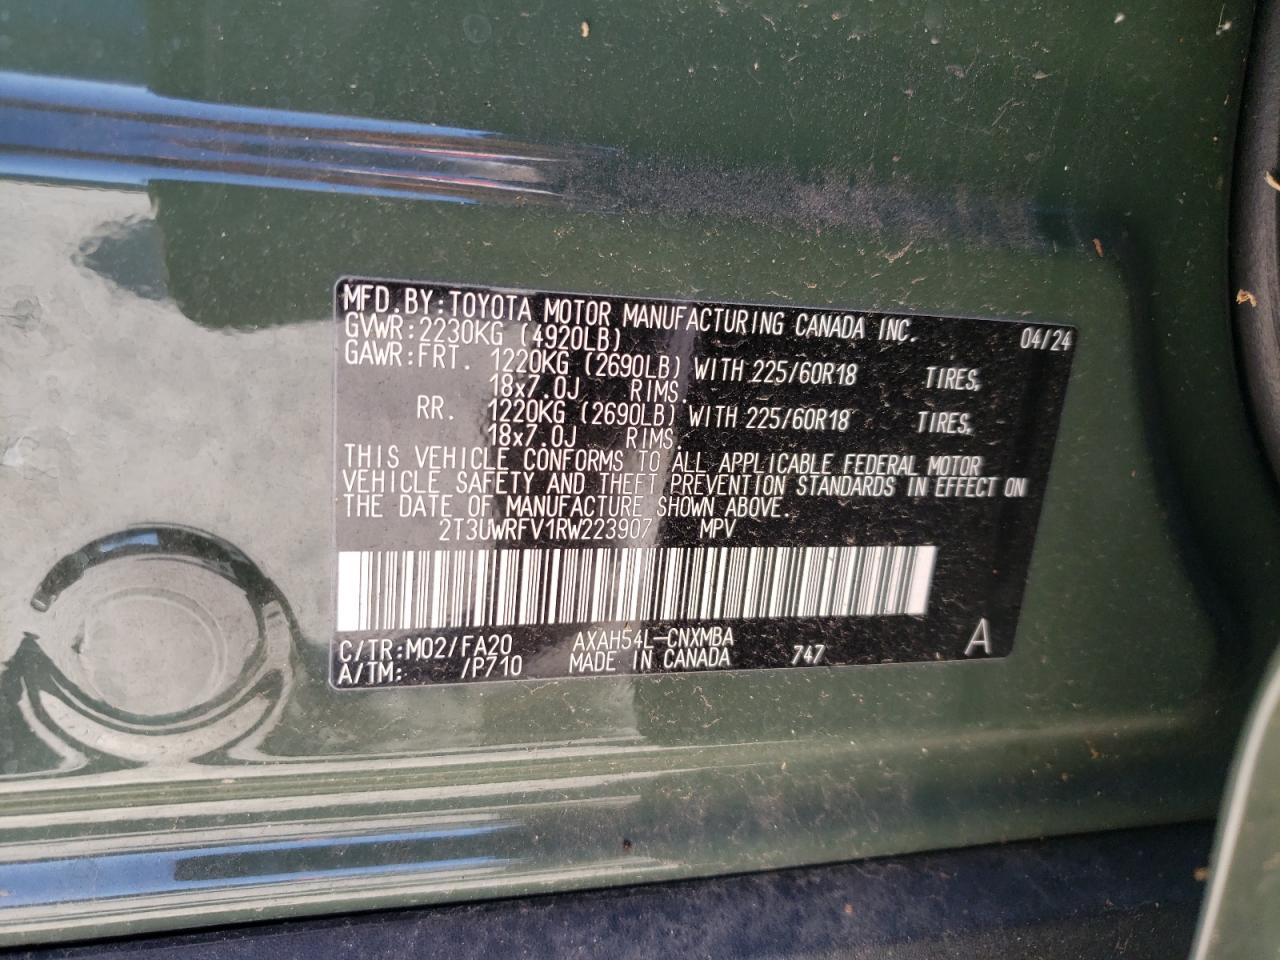 MFD.BY:TOYOTA MOTOR MANUFACTURING CANADA INC. 04/24
GVWR:2230KG (4920LB)
GAWR:FRT. 1220KG (2690LB) WITH 225/60R18 TIRES,
18x7.0J RIMS.
RR. 1220KG (2690LB) WITH 225/60R18 TIRES,
18x7.0J RIMS.
THIS VEHICLE CONFORMS TO ALL APPLICABLE FEDERAL MOTOR
VEHICLE SAFETY AND THEFT PREVENTION STANDARDS IN EFFECT ON
THE DATE OF MANUFACTURE SHOWN ABOVE.
2T3UWRFV1RW223907 MPV
C/TR:M02/FA20 AXAH54L-CNXMBA
A/TM: /P710 MADE IN CANADA 747 A